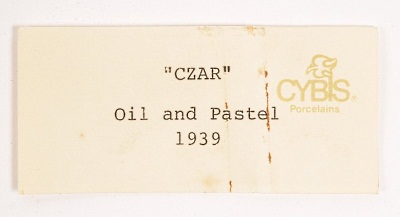 "CZAR"
CYBIS ®
Porcelains
Oil and Pastel
1939